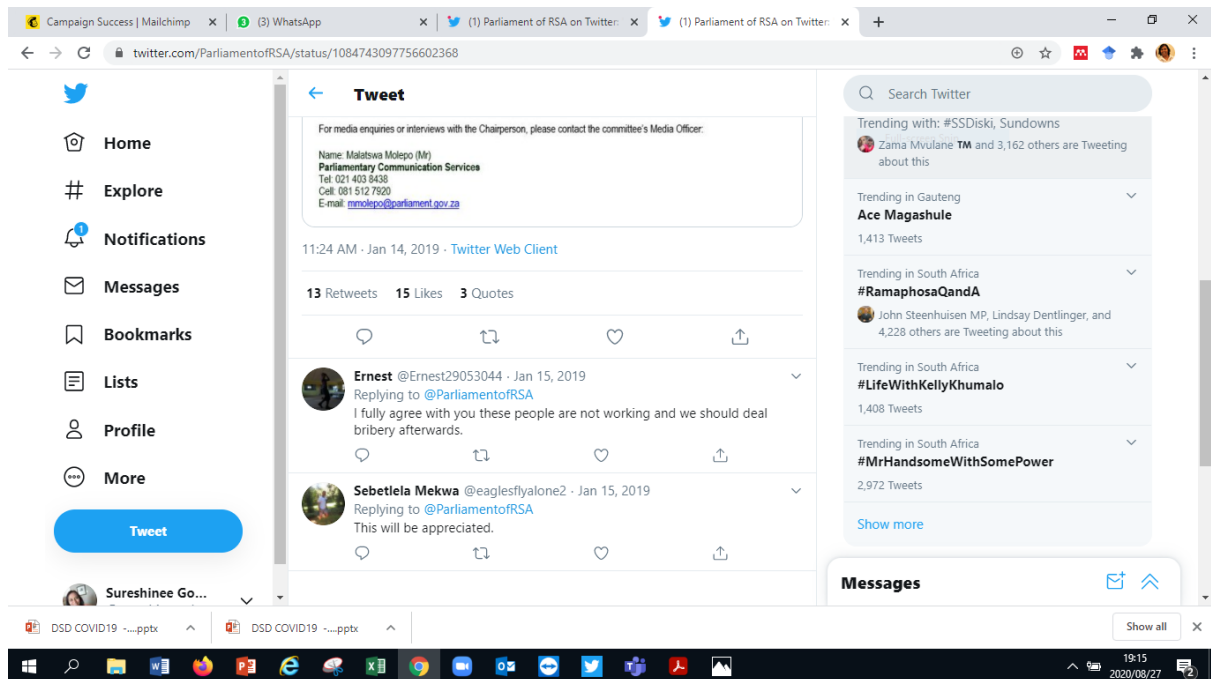 Campaign Success | Mailchimp
(3) WhatsApp
(1) Parliament of RSA on Twitter:
(1) Parliament of RSA on Twitter:
twitter.com/ParliamentofRSA/status/1084743097756602368
Home
Explore
1
Notifications
Messages
Bookmarks
Lists
Profile
More
Tweet
Sureshinee Go...
Tweet
For media enquiries or interviews with the Chairperson, please contact the committee's Media Officer:
Name: Malatswa Molepo (Mr)
Parliamentary Communication Services
Tel: 021 403 8438
Cell: 081 512 7920
E-mail: mmolepo@parliament.gov.za
11:24 AM · Jan 14, 2019 · Twitter Web Client
13 Retweets 15 Likes 3 Quotes
Ernest @Ernest29053044 · Jan 15, 2019
Replying to @ParliamentofRSA
I fully agree with you these people are not working and we should deal
bribery afterwards.
Sebetlela Mekwa @eaglesflyalone2 · Jan 15, 2019
Replying to @ParliamentofRSA
This will be appreciated.
Search Twitter
Trending with: #SSDiski, Sundowns
Zama Mvulane TM and 3,162 others are Tweeting
about this
Trending in Gauteng
Ace Magashule
1,413 Tweets
Trending in South Africa
#RamaphosaQandA
John Steenhuisen MP, Lindsay Dentlinger, and
4,228 others are Tweeting about this
Trending in South Africa
#LifeWithKellyKhumalo
1,408 Tweets
Trending in South Africa
#MrHandsomeWithSomePower
2,972 Tweets
Show more
Messages
DSD COVID19 -....pptx
DSD COVID19 -....pptx
Show all
19:15
2020/08/27
2